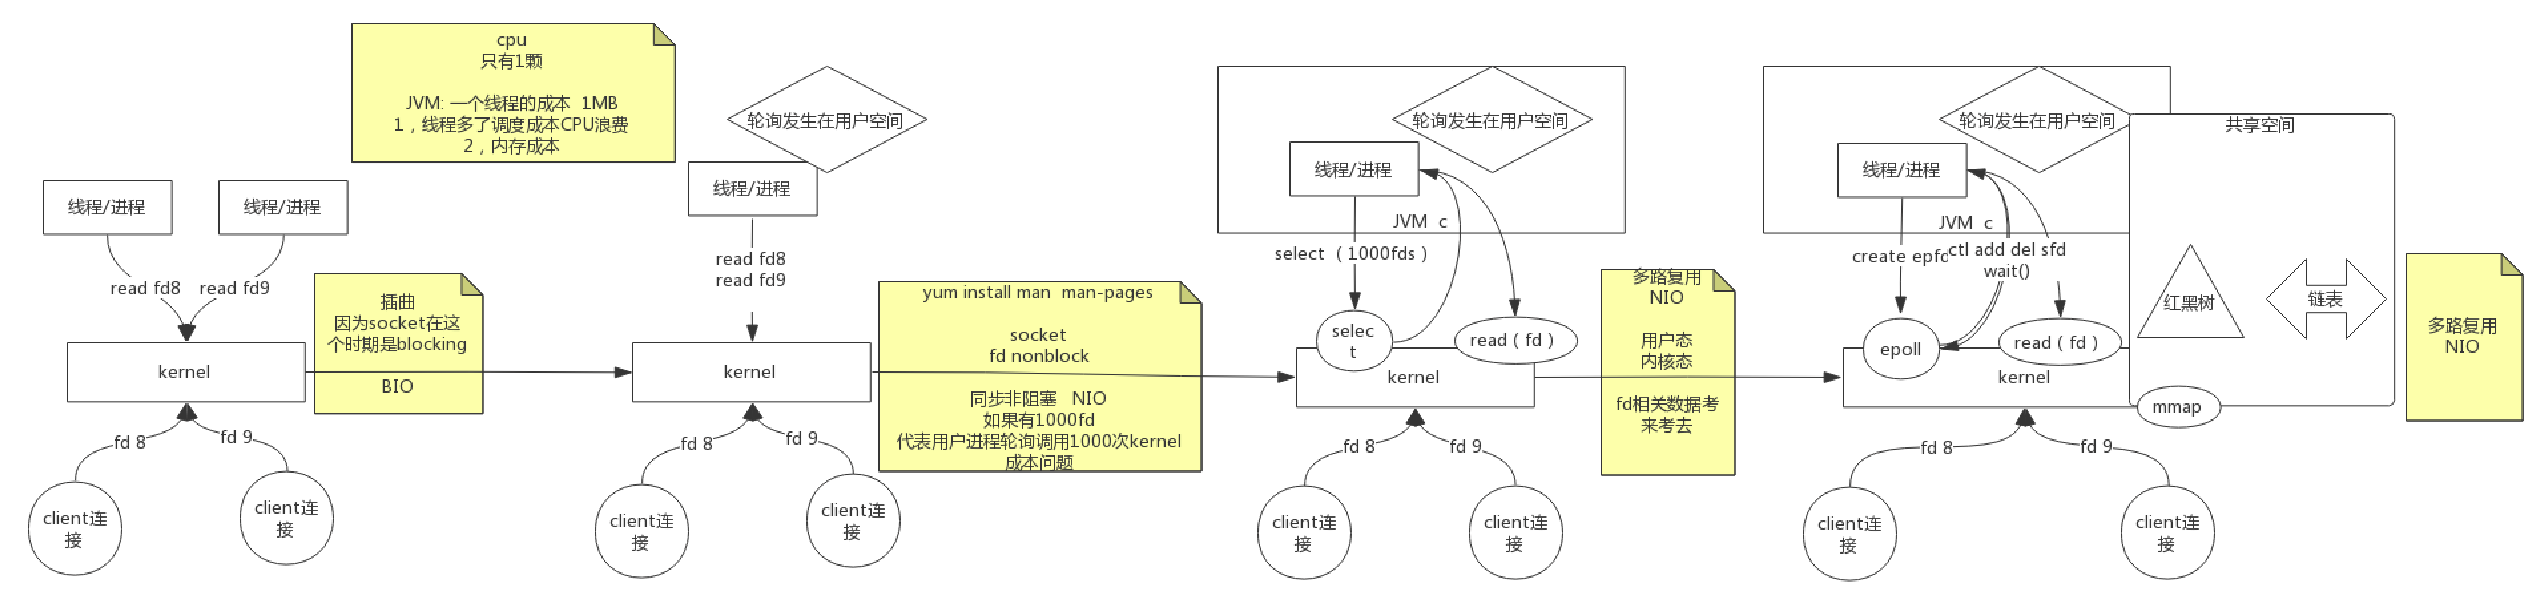 cpu
只有1颗
JVM: 一个线程的成本 1MB
1，线程多了调度成本CPU浪费
2，内存成本
线程/进程
线程/进程
read fd8
read fd9
kernel
fd 8
fd 9
client连
接
client连
接
插曲
因为socket在这
个时期是blocking
BIO
轮询发生在用户空间
线程/进程
read fd8
read fd9
kernel
fd 8
fd 9
client连
接
client连
接
yum install man man-pages
socket
fd nonblock
同步非阻塞 NIO
如果有1000fd
代表用户进程轮询调用1000次kernel
成本问题
轮询发生在用户空间
线程/进程
JVM c
select（1000fds）
selec
t
read（fd）
kernel
fd 8
fd 9
client连
接
client连
接
多路复用
NIO
用户态
内核态
fd相关数据考
来考去
轮询发生在用户空间
线程/进程
JVM c
create epfd
ctl add del sfd
wait()
epoll
read（fd）
kernel
fd 8
fd 9
client连
接
client连
接
共享空间
红黑树
链表
mmap
多路复用
NIO